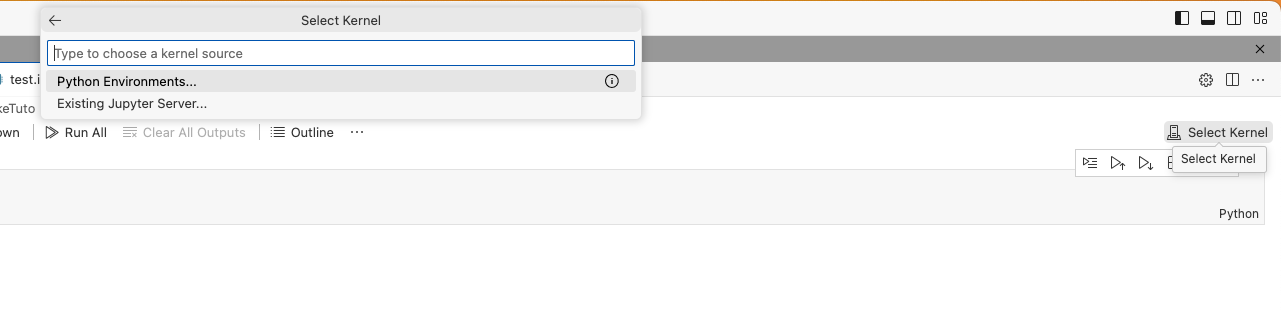 Select Kernel
Type to choose a kernel source
Python Environments...
Existing Jupyter Server...
test.i
keTuto
own
Run All
Clear All Outputs
Outline
Select Kernel
Select Kernel
Python